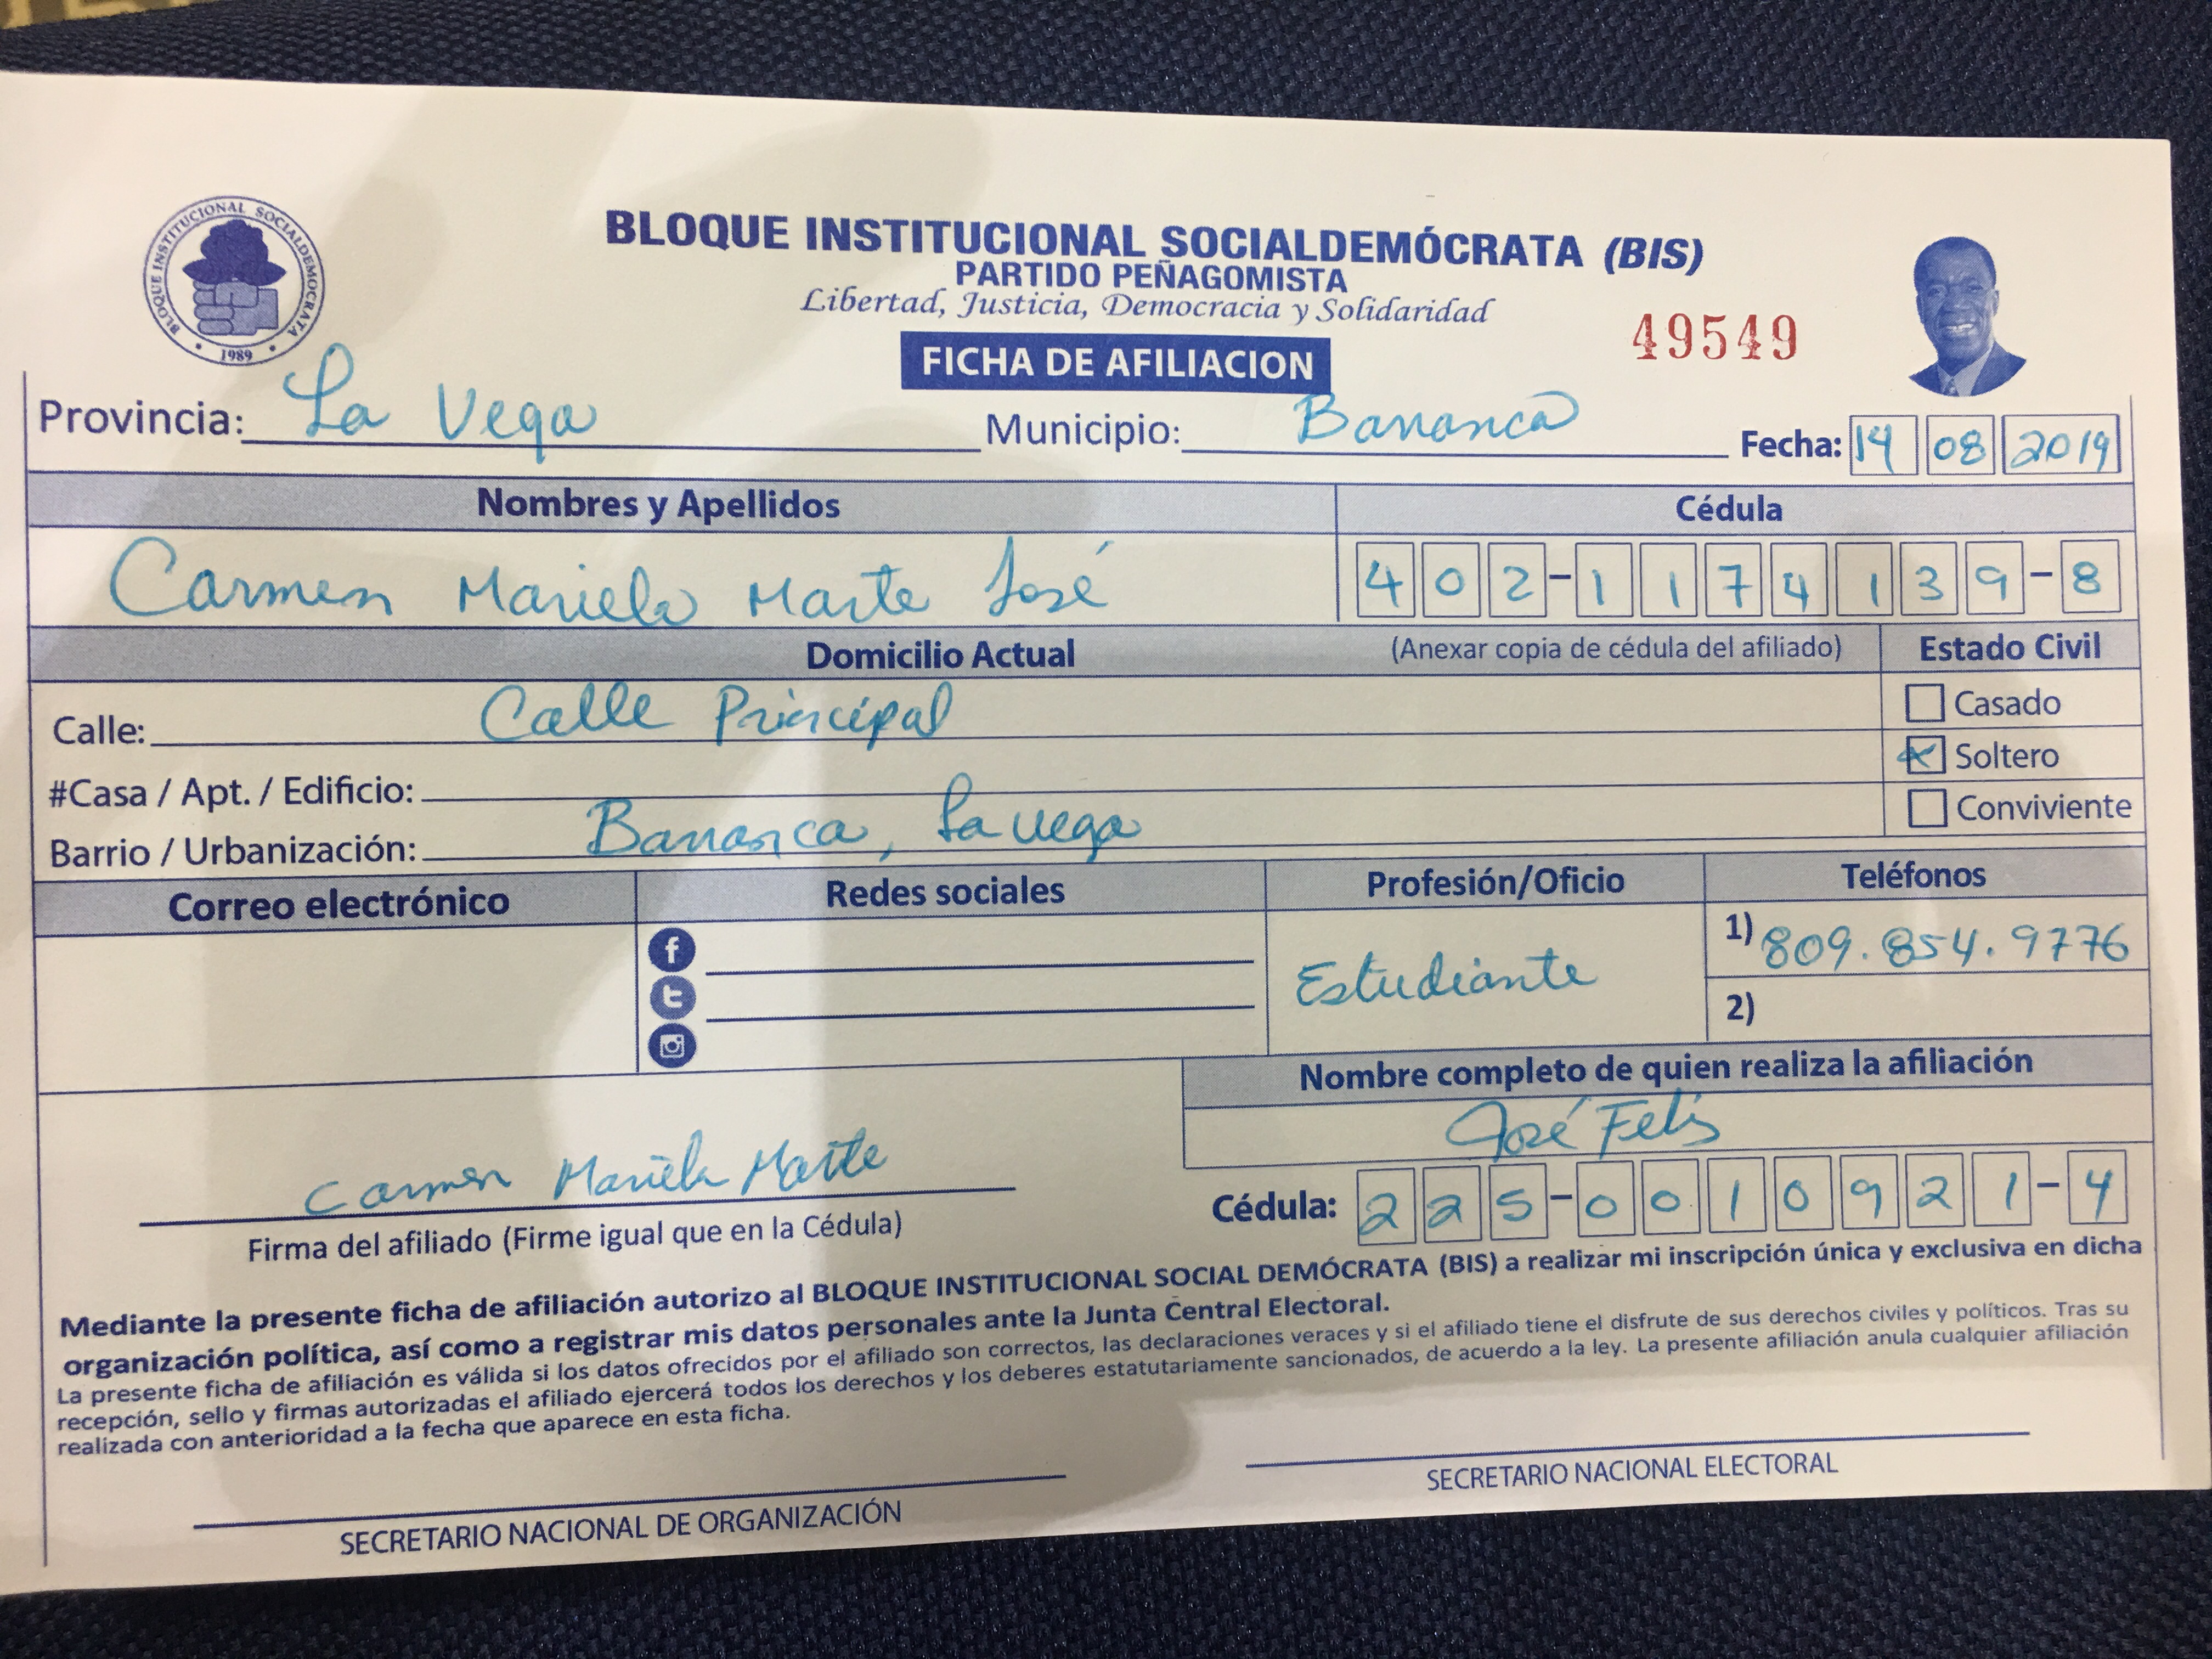 BLOQUE INSTITUCIONAL SOCIALDEMOCRATA
• 1989 •
BLOQUE INSTITUCIONAL SOCIALDEMÓCRATA (BIS)
PARTIDO PEÑAGOMISTA
Libertad, Justicia, Democracia y Solidaridad
FICHA DE AFILIACION
49549
Provincia: La Vega Municipio: Barranca Fecha: 14 08 2019
Nombres y Apellidos Cédula
Carmen Mariela Marte José 402-1174139-8
Domicilio Actual (Anexar copia de cédula del afiliado) Estado Civil
Calle: Calle Principal
Casado
#Casa / Apt. / Edificio:
Soltero
Barrio / Urbanización: Barranca, La vega
Conviviente
Correo electrónico Redes sociales Profesión/Oficio Teléfonos
1) 809.854.9776
Estudiante
2)
Nombre completo de quien realiza la afiliación
José Felis
Carmen Mariela Marte
Cédula: 225-0010921-4
Firma del afiliado (Firme igual que en la Cédula)
Mediante la presente ficha de afiliación autorizo al BLOQUE INSTITUCIONAL SOCIAL DEMÓCRATA (BIS) a realizar mi inscripción única y exclusiva en dicha
organización política, así como a registrar mis datos personales ante la Junta Central Electoral.
La presente ficha de afiliación es válida si los datos ofrecidos por el afiliado son correctos, las declaraciones veraces y si el afiliado tiene el disfrute de sus derechos civiles y políticos. Tras su
recepción, sello y firmas autorizadas el afiliado ejercerá todos los derechos y los deberes estatutariamente sancionados, de acuerdo a la ley. La presente afiliación anula cualquier afiliación
realizada con anterioridad a la fecha que aparece en esta ficha.
SECRETARIO NACIONAL DE ORGANIZACIÓN
SECRETARIO NACIONAL ELECTORAL